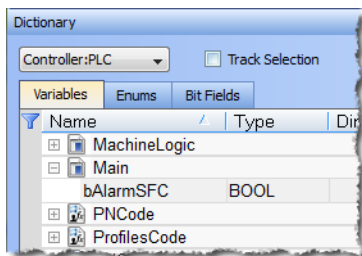 Dictionary
Controller:PLC Track Selection
Variables Enums Bit Fields
Name Type Dir
MachineLogic
Main
bAlarmSFC BOOL
PNCode
ProfilesCode